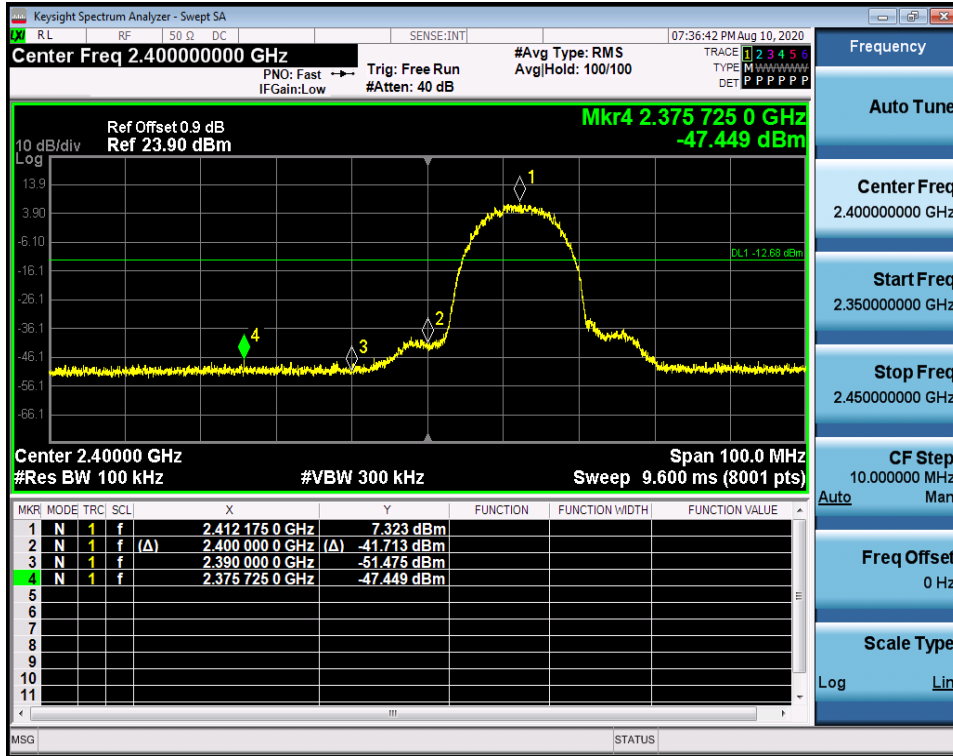 Keysight Spectrum Analyzer - Swept SA
LXI RL RF 50 Ω DC SENSE:INT 07:36:42 PM Aug 10, 2020
Center Freq 2.400000000 GHz
PNO: Fast
IFGain:Low
Trig: Free Run
#Atten: 40 dB
#Avg Type: RMS
Avg|Hold: 100/100
TRACE 1 2 3 4 5 6
TYPE M W W W W W
DET P P P P P P
Mkr4 2.375 725 0 GHz
-47.449 dBm
Ref Offset 0.9 dB
10 dB/div Ref 23.90 dBm
Log
13.9
3.90
-6.10
-16.1
-26.1
-36.1
-46.1
-56.1
-66.1
1
2
3
4
DL1 -12.68 dBm
Center 2.40000 GHz Span 100.0 MHz
#Res BW 100 kHz #VBW 300 kHz Sweep 9.600 ms (8001 pts)
MKR MODE TRC SCL X Y FUNCTION FUNCTION WIDTH FUNCTION VALUE
1 N 1 f 2.412 175 0 GHz 7.323 dBm
2 N 1 f (Δ) 2.400 000 0 GHz (Δ) -41.713 dBm
3 N 1 f 2.390 000 0 GHz -51.475 dBm
4 N 1 f 2.375 725 0 GHz -47.449 dBm
5
6
7
8
9
10
11
MSG STATUS
Frequency
Auto Tune
Center Freq
2.400000000 GHz
Start Freq
2.350000000 GHz
Stop Freq
2.450000000 GHz
CF Step
10.000000 MHz
Auto Man
Freq Offset
0 Hz
Scale Type
Log Lin